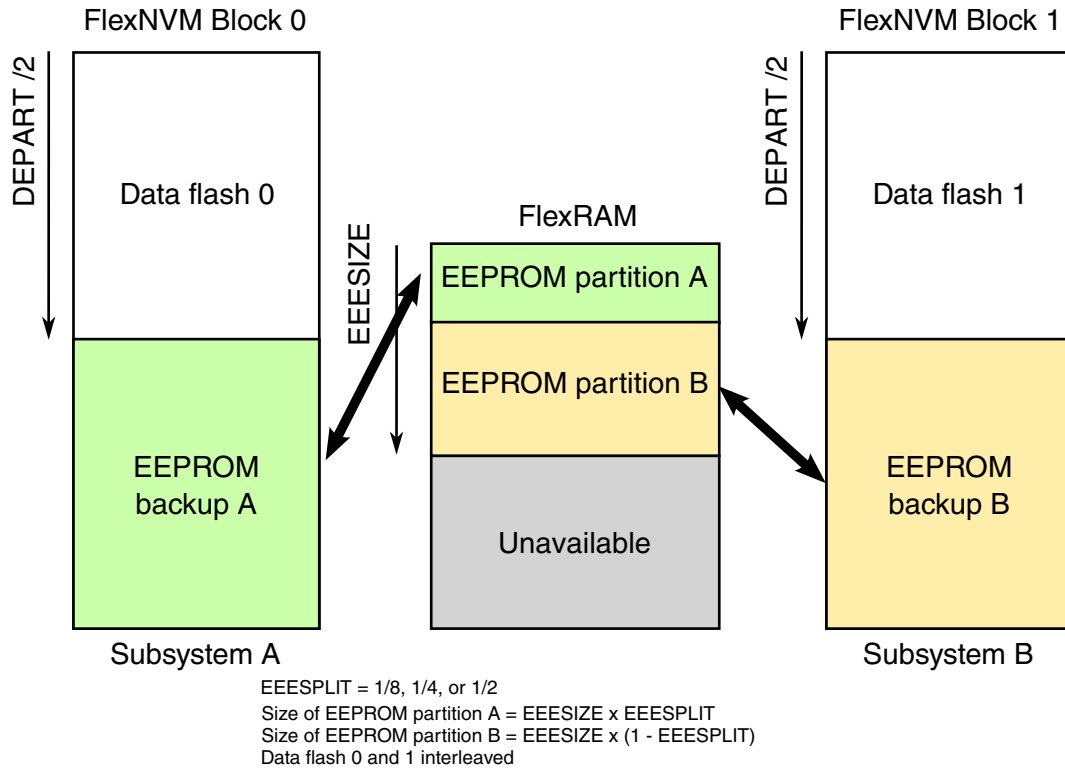 FlexNVM Block 0
FlexNVM Block 1
DEPART /2
Data flash 0
DEPART /2
Data flash 1
FlexRAM
EEESIZE
EEPROM partition A
EEPROM partition B
EEPROM
backup A
EEPROM
backup B
Unavailable
Subsystem A
Subsystem B
EEESPLIT = 1/8, 1/4, or 1/2
Size of EEPROM partition A = EEESIZE x EEESPLIT
Size of EEPROM partition B = EEESIZE x (1 - EEESPLIT)
Data flash 0 and 1 interleaved